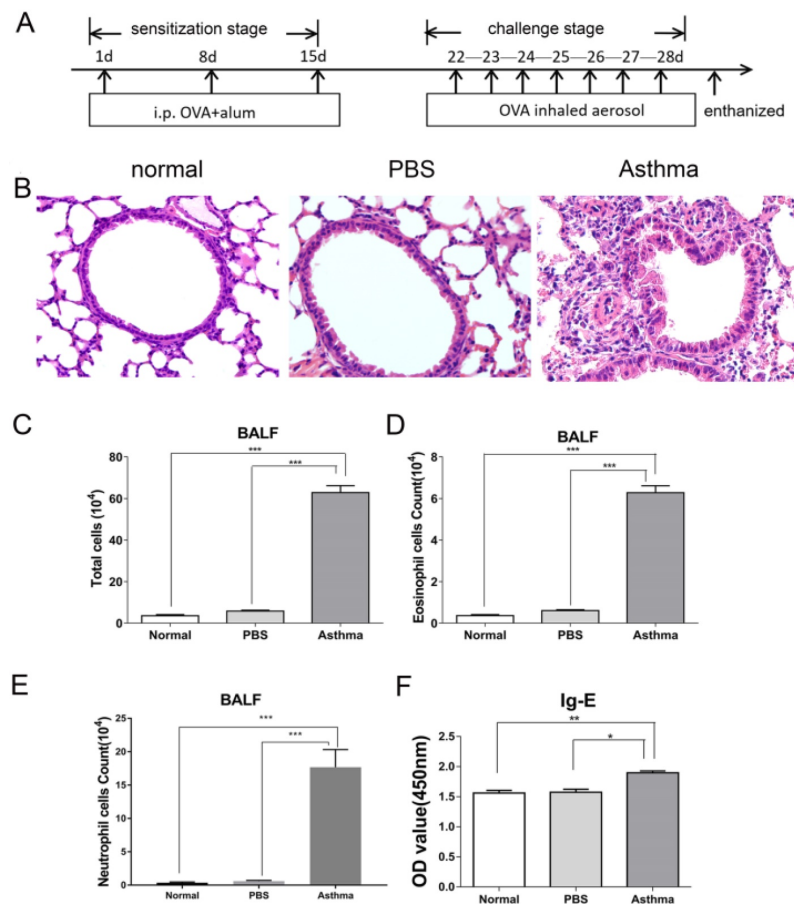 A
sensitization stage
challenge stage
1d 8d 15d 22—23—24—25—26—27—28d
i.p. OVA+alum
OVA inhaled aerosol
enthanized
normal PBS Asthma
B
C
BALF
Total cells (10⁴)
80
60
40
20
0
***
***
Normal PBS Asthma
D
BALF
Eosinophil cells Count(10⁴)
8
6
4
2
0
***
***
Normal PBS Asthma
E
BALF
Neutrophil cells Count(10⁴)
25
20
15
10
5
0
***
***
Normal PBS Asthma
F
Ig-E
OD value(450nm)
2.5
2.0
1.5
1.0
0.5
0.0
**
*
Normal PBS Asthma